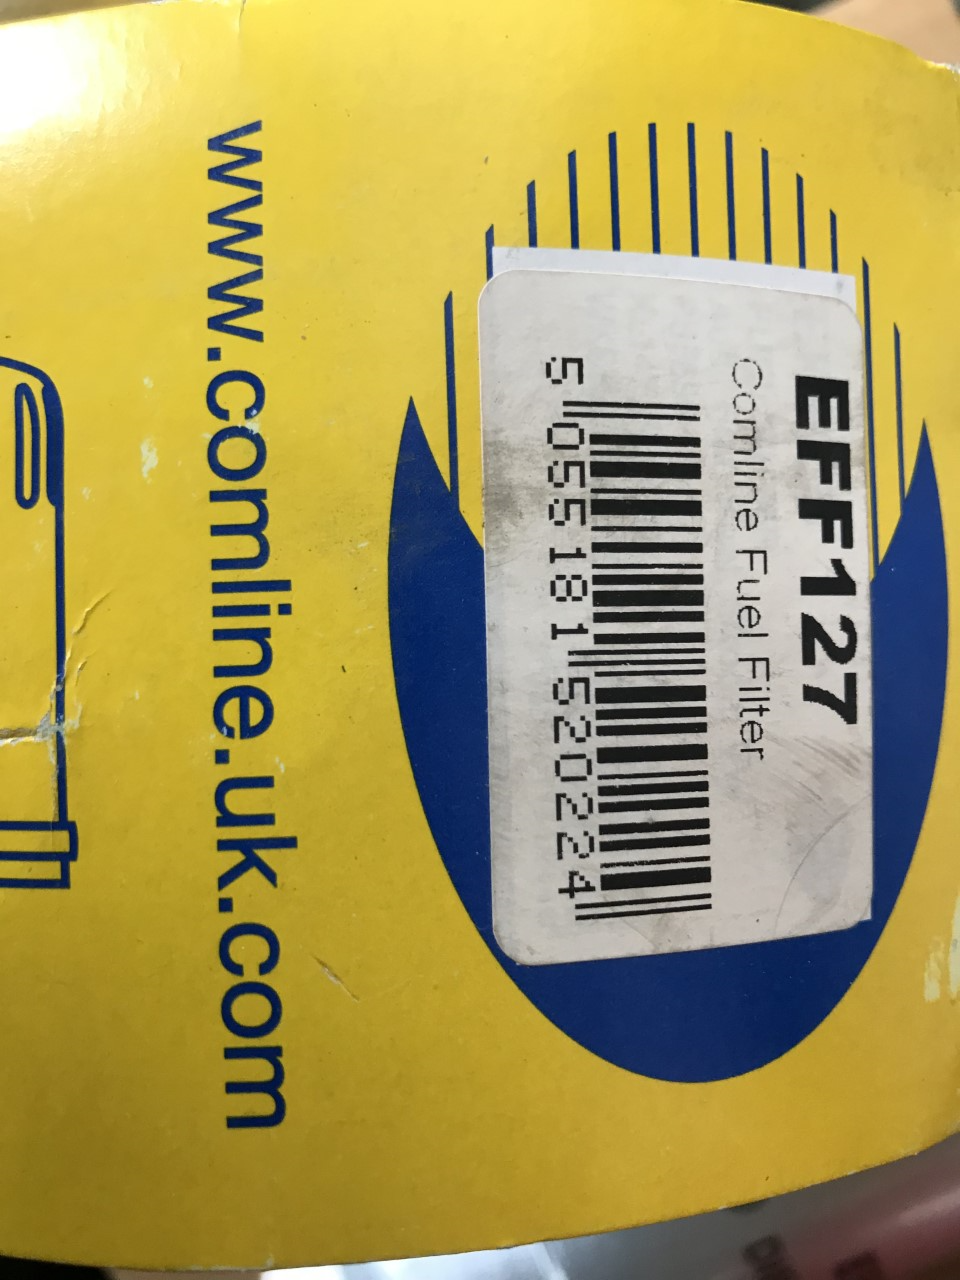 EFF127
Comline Fuel Filter
5 055181 520224
www.comline.uk.com